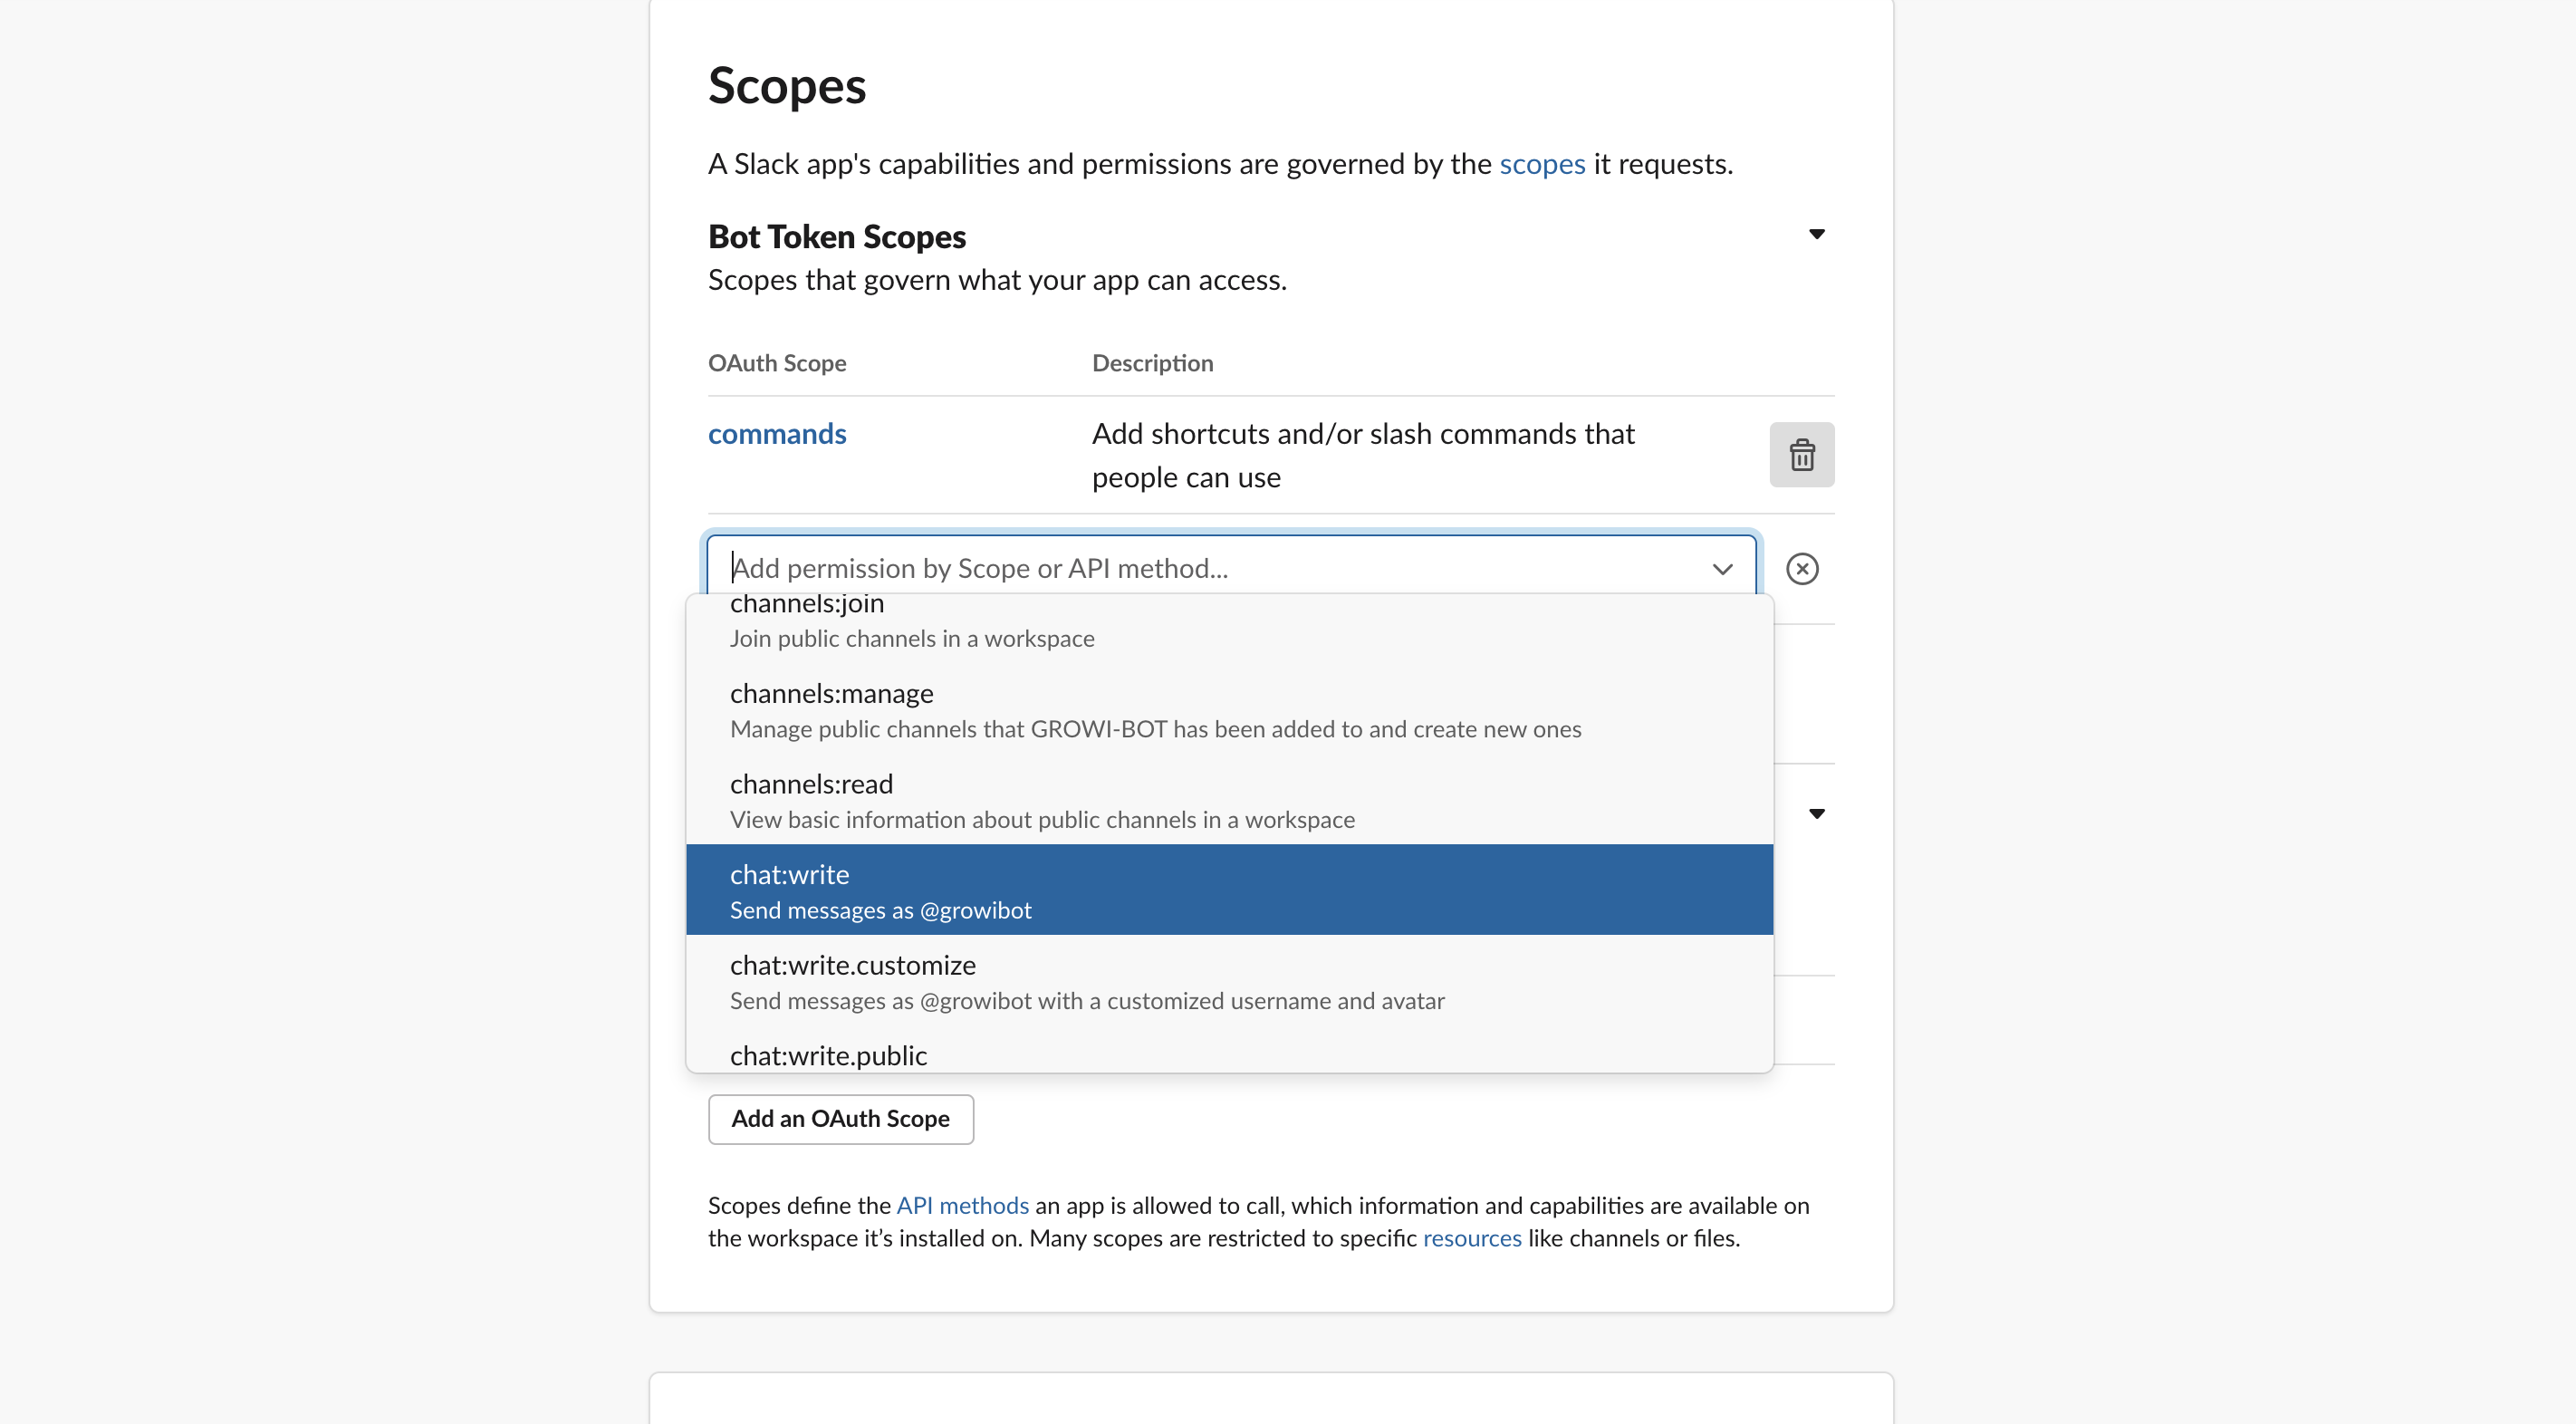 Scopes
A Slack app's capabilities and permissions are governed by the scopes it requests.
Bot Token Scopes
Scopes that govern what your app can access.
OAuth Scope
Description
commands
Add shortcuts and/or slash commands that
people can use
Add permission by Scope or API method...
channels:join
Join public channels in a workspace
channels:manage
Manage public channels that GROWI-BOT has been added to and create new ones
channels:read
View basic information about public channels in a workspace
chat:write
Send messages as @growibot
chat:write.customize
Send messages as @growibot with a customized username and avatar
chat:write.public
Add an OAuth Scope
Scopes define the API methods an app is allowed to call, which information and capabilities are available on
the workspace it’s installed on. Many scopes are restricted to specific resources like channels or files.